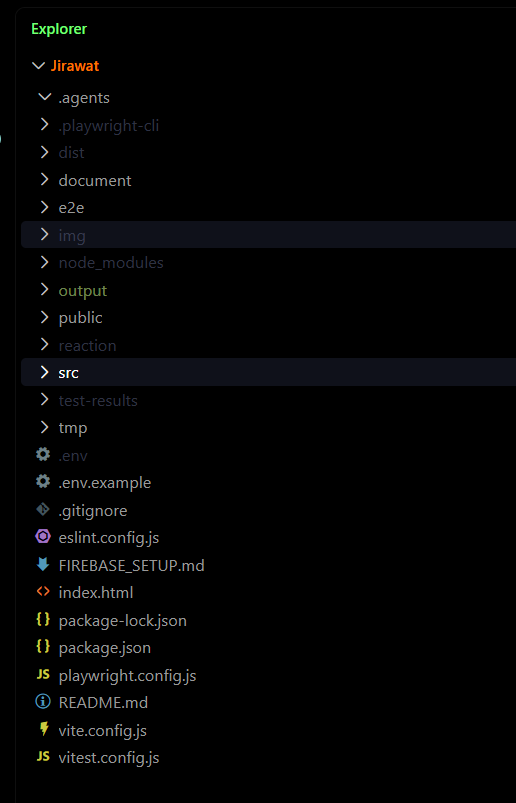 Explorer
Jirawat
.agents
.playwright-cli
dist
document
e2e
img
node_modules
output
public
reaction
src
test-results
tmp
.env
.env.example
.gitignore
eslint.config.js
FIREBASE_SETUP.md
index.html
package-lock.json
package.json
JS playwright.config.js
README.md
vite.config.js
JS vitest.config.js